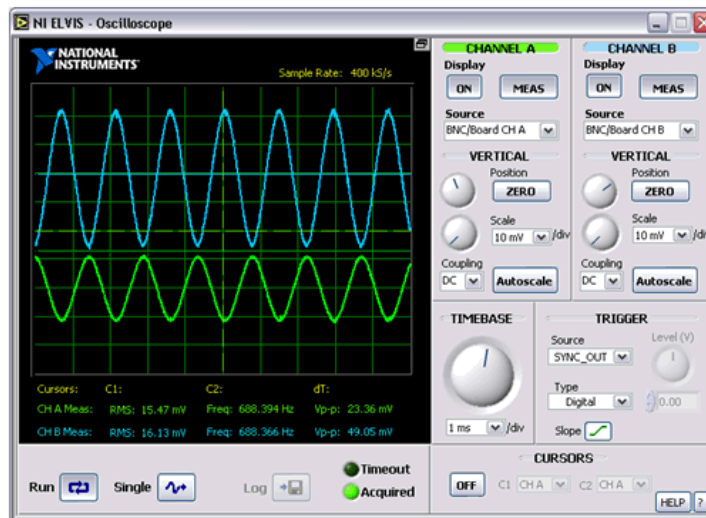 NI ELVIS - Oscilloscope
NATIONAL
INSTRUMENTS™
Sample Rate: 400 kS/s
Cursors: C1: C2: dT:
CH A Meas: RMS: 15.47 mV Freq: 688.394 Hz Vp-p: 23.36 mV
CH B Meas: RMS: 16.13 mV Freq: 688.366 Hz Vp-p: 49.05 mV
Run Single Log Timeout
Acquired
CHANNEL A
Display
ON MEAS
Source
BNC/Board CH A
VERTICAL
Position
ZERO
Scale
10 mV /div
Coupling
DC Autoscale
CHANNEL B
Display
ON MEAS
Source
BNC/Board CH B
VERTICAL
Position
ZERO
Scale
10 mV /div
Coupling
DC Autoscale
TIMEBASE
1 ms /div
TRIGGER
Source Level (V)
SYNC_OUT
Type
Digital 0.00
Slope
CURSORS
OFF C1 CH A C2 CH A
HELP ?